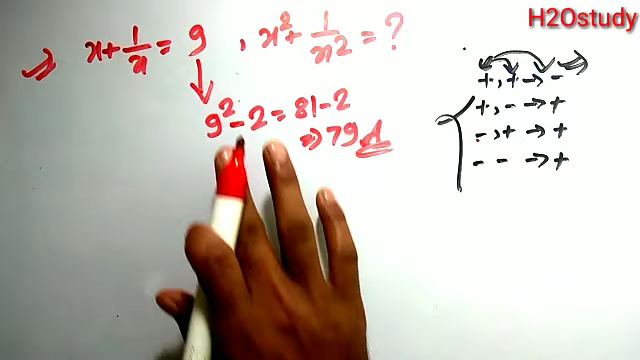 H2Ostudy
⇒ x + 1/x = 9 , x² + 1/x² = ?
9² - 2 = 81 - 2
⇒ 79 A
+, + → -
+, - → +
-, + → +
- - → +